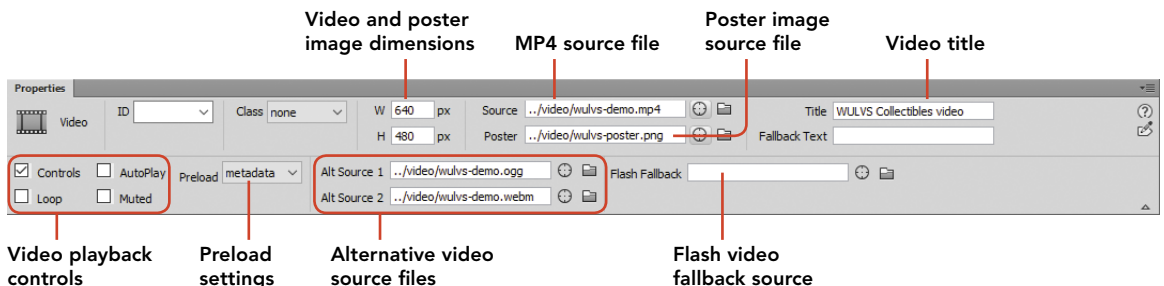 Video and poster
image dimensions
MP4 source file
Poster image
source file
Video title
Properties
Video
ID
Class none
W 640 px
Source ../video/wulvs-demo.mp4
Title WULVS Collectibles video
H 480 px
Poster ../video/wulvs-poster.png
Fallback Text
Controls
AutoPlay
Preload metadata
Alt Source 1 ../video/wulvs-demo.ogg
Flash Fallback
Loop
Muted
Alt Source 2 ../video/wulvs-demo.webm
Video playback
controls
Preload
settings
Alternative video
source files
Flash video
fallback source